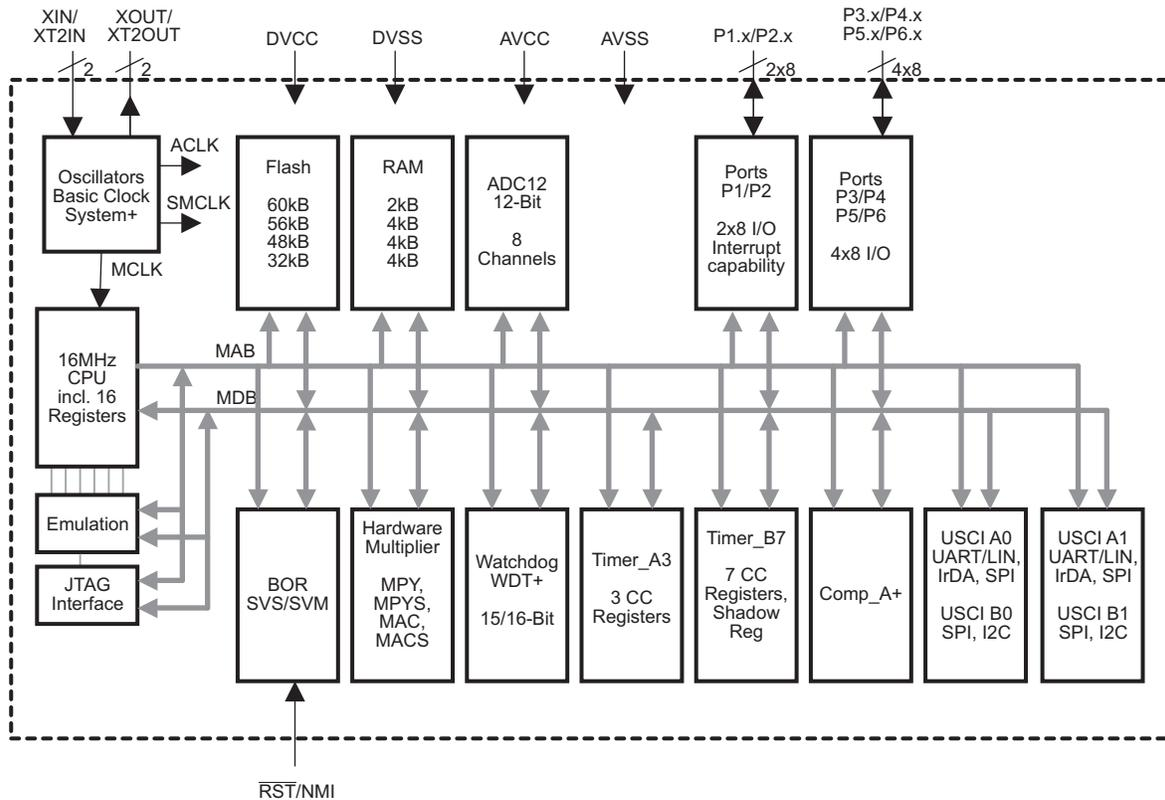 XIN/
XT2IN
XOUT/
XT2OUT
DVCC
DVSS
AVCC
AVSS
P1.x/P2.x
P3.x/P4.x
P5.x/P6.x
2
2
2x8
4x8
Oscillators
Basic Clock
System+
ACLK
SMCLK
MCLK
Flash
60kB
56kB
48kB
32kB
RAM
2kB
4kB
4kB
4kB
ADC12
12-Bit
8
Channels
Ports
P1/P2
2x8 I/O
Interrupt
capability
Ports
P3/P4
P5/P6
4x8 I/O
16MHz
CPU
incl. 16
Registers
MAB
MDB
Emulation
JTAG
Interface
BOR
SVS/SVM
Hardware
Multiplier
MPY,
MPYS,
MAC,
MACS
Watchdog
WDT+
15/16-Bit
Timer_A3
3 CC
Registers
Timer_B7
7 CC
Registers,
Shadow
Reg
Comp_A+
USCI A0
UART/LIN,
IrDA, SPI
USCI B0
SPI, I2C
USCI A1
UART/LIN,
IrDA, SPI
USCI B1
SPI, I2C
RST/NMI